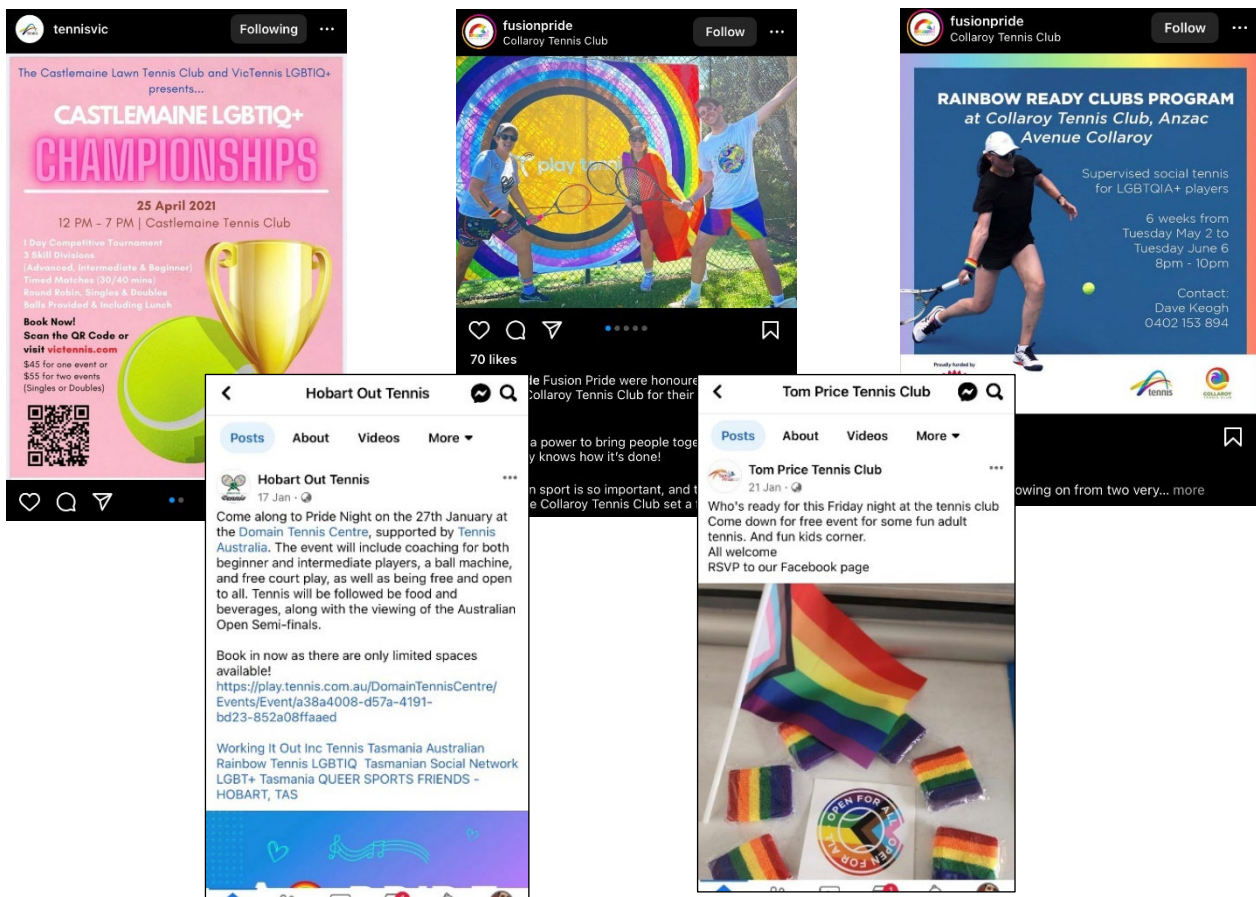 tennisvic
Following
The Castlemaine Lawn Tennis Club and VicTennis LGBTIQ+
presents...
CASTLEMAINE LGBTIQ+
CHAMPIONSHIPS
25 April 2021
12 PM – 7 PM | Castlemaine Tennis Club
1 Day Competitive Tournament
3 Skill Divisions
(Advanced, Intermediate & Beginner)
Timed Matches (30/40 mins)
Round Robin, Singles & Doubles
Balls Provided & Including Lunch
Book Now!
Scan the QR Code or
visit victennis.com
$45 for one event or
$55 for two events
(Singles or Doubles)
fusionpride
Collaroy Tennis Club
Follow
play tennis
70 likes
de Fusion Pride were honoure
Collaroy Tennis Club for their
a power to bring people toge
y knows how it's done!
n sport is so important, and t
e Collaroy Tennis Club set a
fusionpride
Collaroy Tennis Club
Follow
RAINBOW READY CLUBS PROGRAM
at Collaroy Tennis Club, Anzac
Avenue Collaroy
Supervised social tennis
for LGBTQIA+ players
6 weeks from
Tuesday May 2 to
Tuesday June 6
8pm - 10pm
Contact:
Dave Keogh
0402 153 894
Proudly funded by
tennis
COLLAROY
TENNIS CLUB
owing on from two very... more
Hobart Out Tennis
Posts About Videos More
Hobart Out Tennis
17 Jan
Come along to Pride Night on the 27th January at
the Domain Tennis Centre, supported by Tennis
Australia. The event will include coaching for both
beginner and intermediate players, a ball machine,
and free court play, as well as being free and open
to all. Tennis will be followed be food and
beverages, along with the viewing of the Australian
Open Semi-finals.
Book in now as there are only limited spaces
available!
https://play.tennis.com.au/DomainTennisCentre/
Events/Event/a38a4008-d57a-4191-
bd23-852a08ffaaed
Working It Out Inc Tennis Tasmania Australian
Rainbow Tennis LGBTIQ Tasmanian Social Network
LGBT+ Tasmania QUEER SPORTS FRIENDS -
HOBART, TAS
PRIDE
Tom Price Tennis Club
Posts About Videos More
Tom Price Tennis Club
21 Jan
Who's ready for this Friday night at the tennis club
Come down for free event for some fun adult
tennis. And fun kids corner.
All welcome
RSVP to our Facebook page
OPEN FOR ALL
OPEN FOR ALL